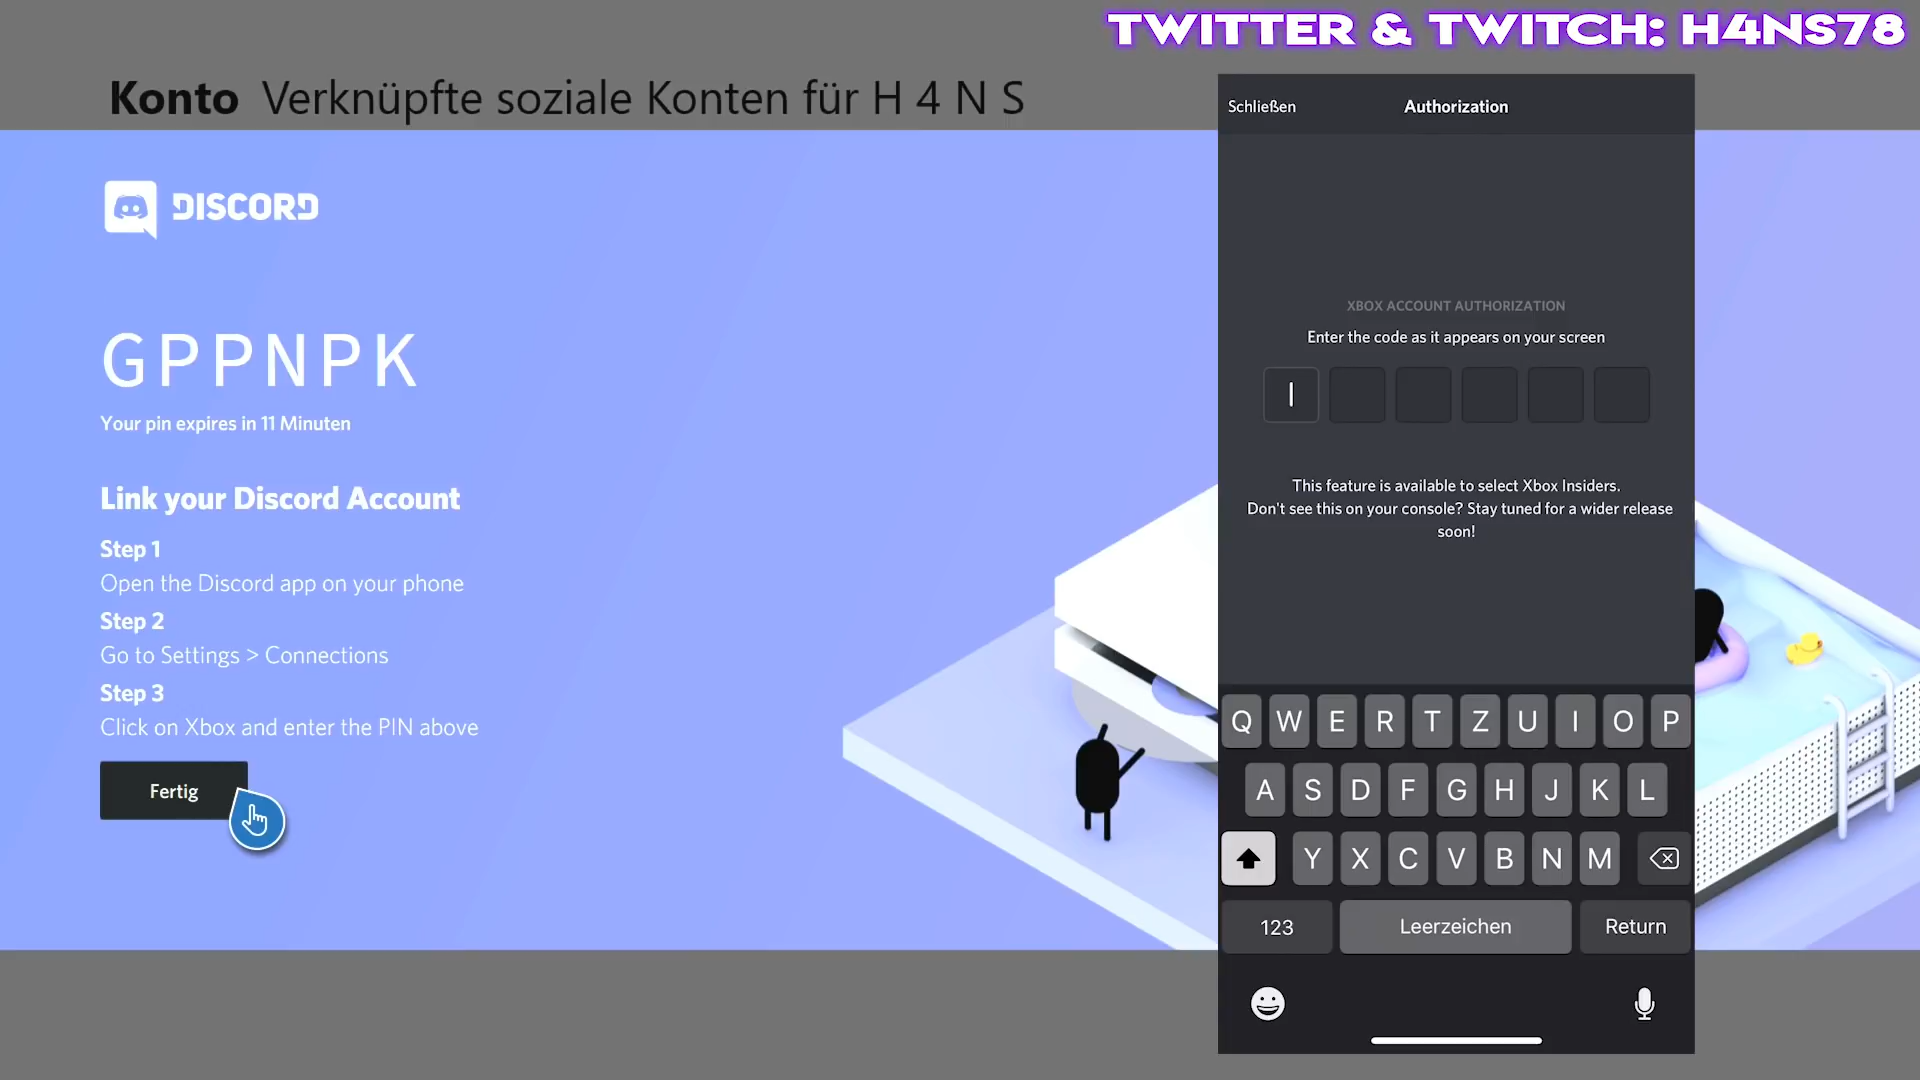 TWITTER & TWITCH: H4NS78
Konto Verknüpfte soziale Konten für H 4 N S
DISCORD
GPPNPK
Your pin expires in 11 Minuten
Link your Discord Account
Step 1
Open the Discord app on your phone
Step 2
Go to Settings > Connections
Step 3
Click on Xbox and enter the PIN above
Fertig
Schließen Authorization
XBOX ACCOUNT AUTHORIZATION
Enter the code as it appears on your screen
This feature is available to select Xbox Insiders.
Don't see this on your console? Stay tuned for a wider release
soon!
Q W E R T Z U I O P
A S D F G H J K L
Y X C V B N M
123 Leerzeichen Return